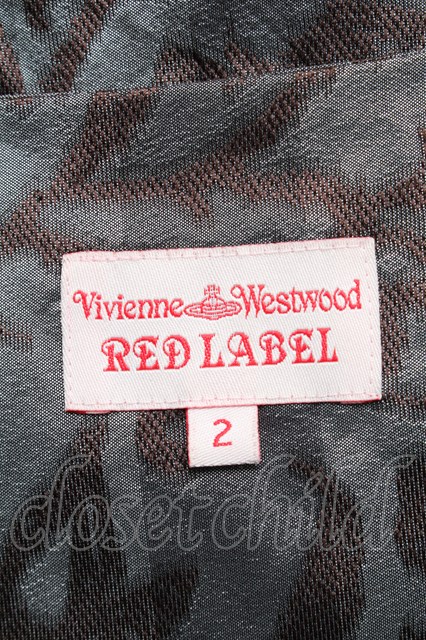 Vivienne Westwood
RED LABEL
2
closet child